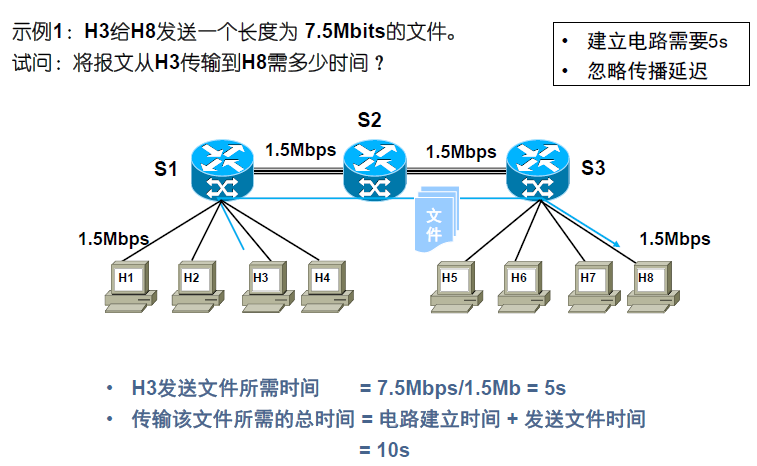 示例1：H3给H8发送一个长度为 7.5Mbits的文件。
试问：将报文从H3传输到H8需多少时间？
• 建立电路需要5s
• 忽略传播延迟
S2
1.5Mbps
1.5Mbps
S1
S3
文件
1.5Mbps
1.5Mbps
H1
H2
H3
H4
H5
H6
H7
H8
• H3发送文件所需时间 = 7.5Mbps/1.5Mb = 5s
• 传输该文件所需的总时间 = 电路建立时间 + 发送文件时间
= 10s